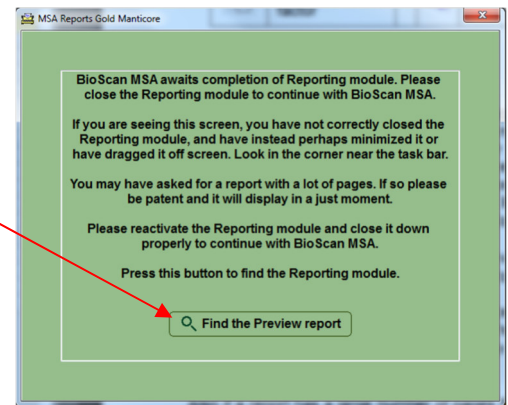 factor
MSA Reports Gold Manticore
BioScan MSA awaits completion of Reporting module. Please
close the Reporting module to continue with BioScan MSA.
If you are seeing this screen, you have not correctly closed the
Reporting module, and have instead perhaps minimized it or
have dragged it off screen. Look in the corner near the task bar.
You may have asked for a report with a lot of pages. If so please
be patent and it will display in a just moment.
Please reactivate the Reporting module and close it down
properly to continue with BioScan MSA.
Press this button to find the Reporting module.
Find the Preview report